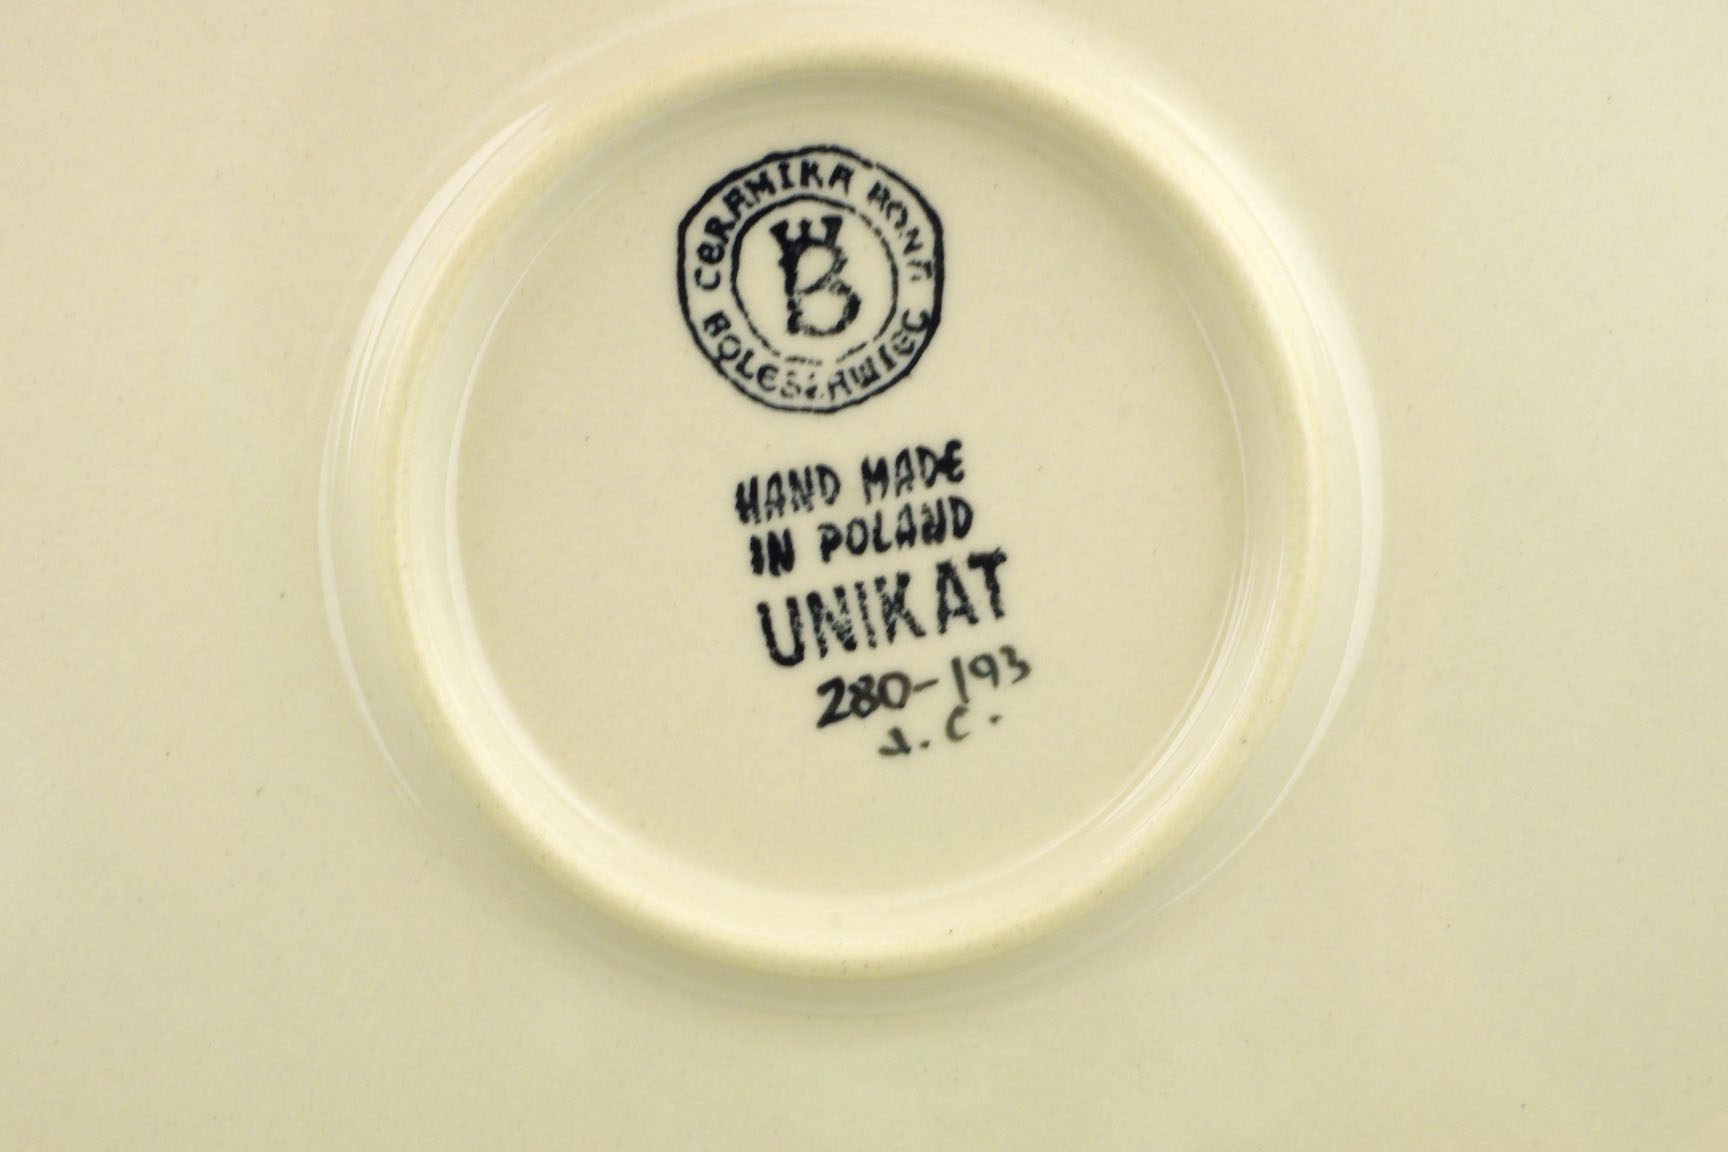 CERAMIKA BONA
B
BOLESŁAWIEC
HAND MADE
IN POLAND
UNIKAT
280-193